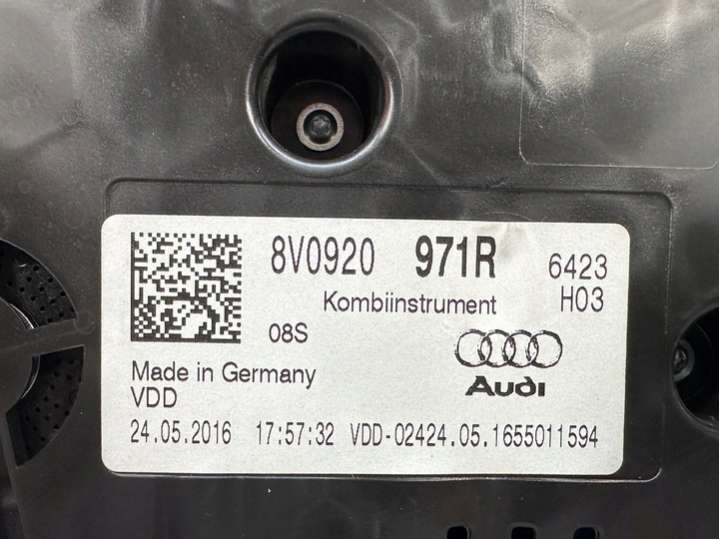 8V0920 971R 6423
Kombiinstrument H03
08S
Audi
Made in Germany
VDD
24.05.2016 17:57:32 VDD-02424.05.1655011594